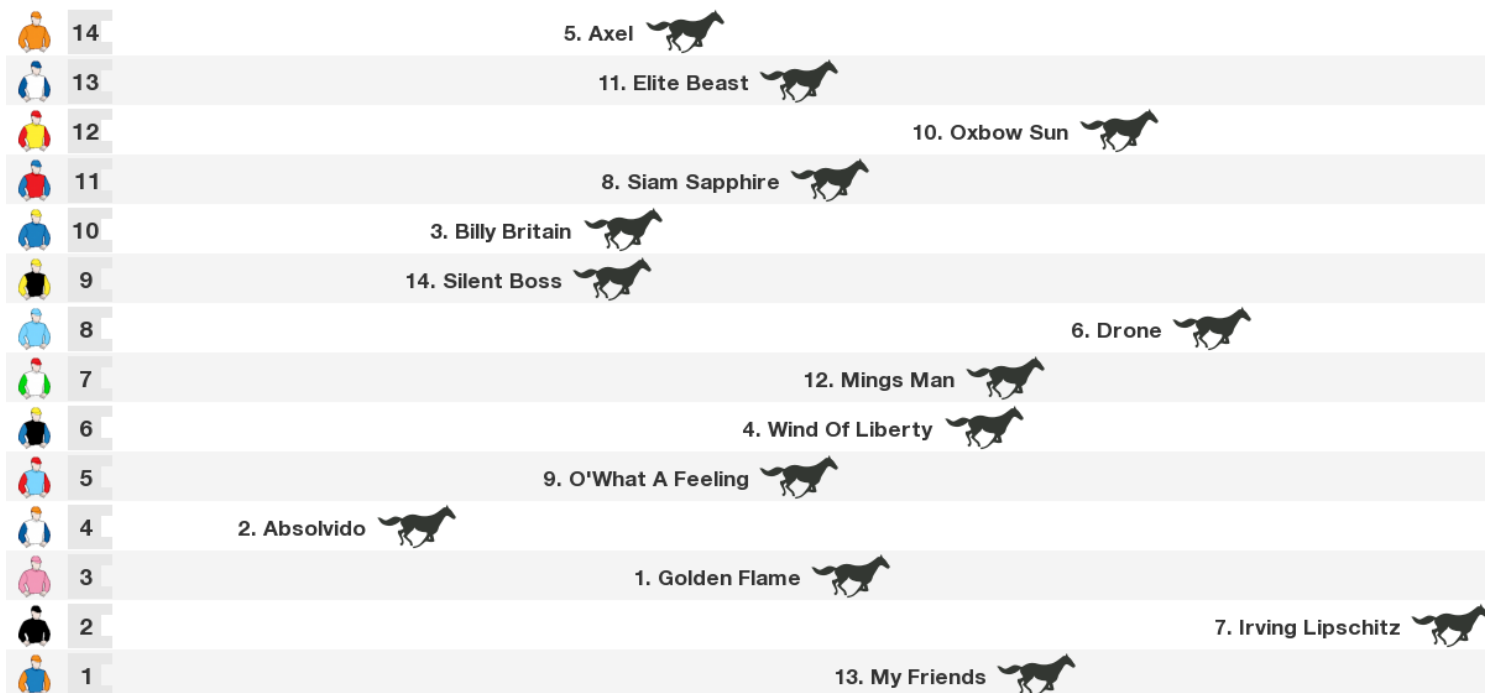 14 5. Axel
13 11. Elite Beast
12 10. Oxbow Sun
11 8. Siam Sapphire
10 3. Billy Britain
9 14. Silent Boss
8 6. Drone
7 12. Mings Man
6 4. Wind Of Liberty
5 9. O'What A Feeling
4 2. Absolvido
3 1. Golden Flame
2 7. Irving Lipschitz
1 13. My Friends